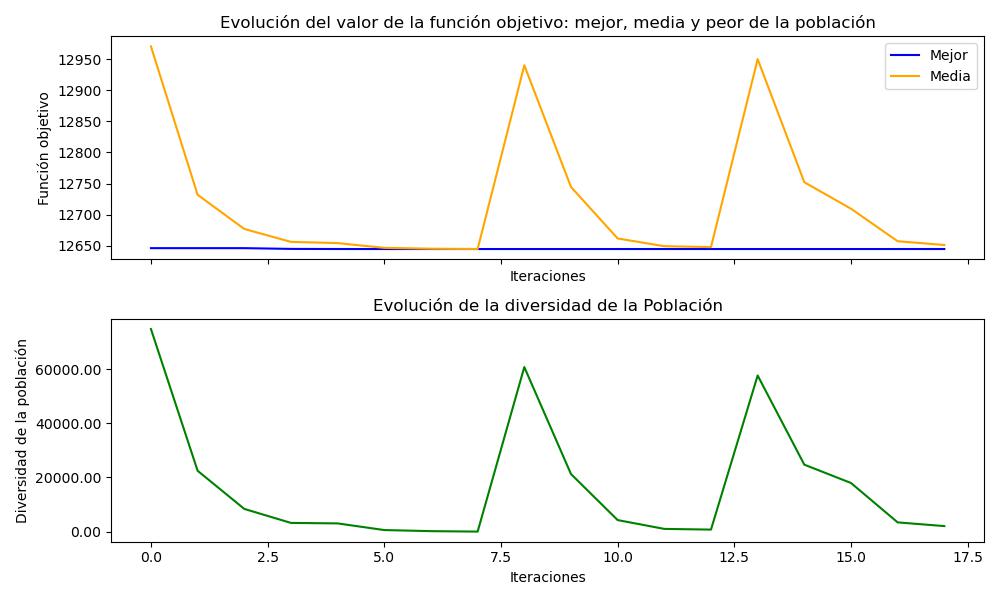 Evolución del valor de la función objetivo: mejor, media y peor de la población
Función objetivo
12950
12900
12850
12800
12750
12700
12650
Mejor
Media
Iteraciones
Evolución de la diversidad de la Población
Diversidad de la población
60000.00
40000.00
20000.00
0.00
0.0 2.5 5.0 7.5 10.0 12.5 15.0 17.5
Iteraciones